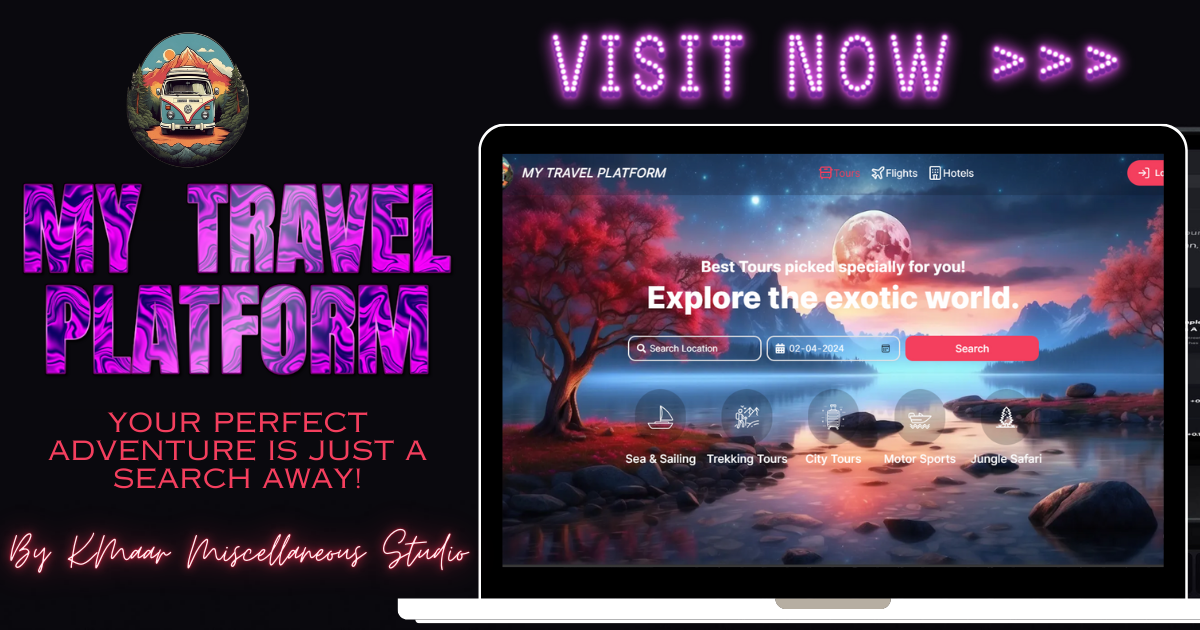 VISIT NOW >>>
MY TRAVEL
PLATFORM
YOUR PERFECT
ADVENTURE IS JUST A
SEARCH AWAY!
By KMaar Miscellaneous Studio
MY TRAVEL PLATFORM
Tours Flights Hotels
Best Tours picked specially for you!
Explore the exotic world.
Search Location 02-04-2024 Search
Sea & Sailing Trekking Tours City Tours Motor Sports Jungle Safari